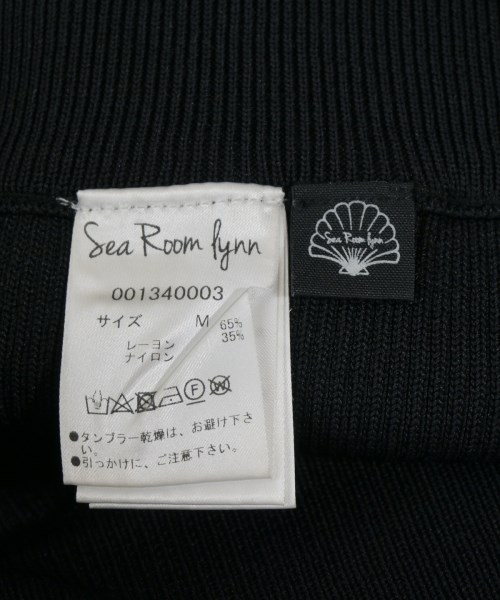 Sea Room lynn
001340003
サイズ M
レーヨン 65%
ナイロン 35%
F W
●タンブラー乾燥は、お避け下さ
い。
●引っかけに、ご注意下さい。
Sea Room lynn